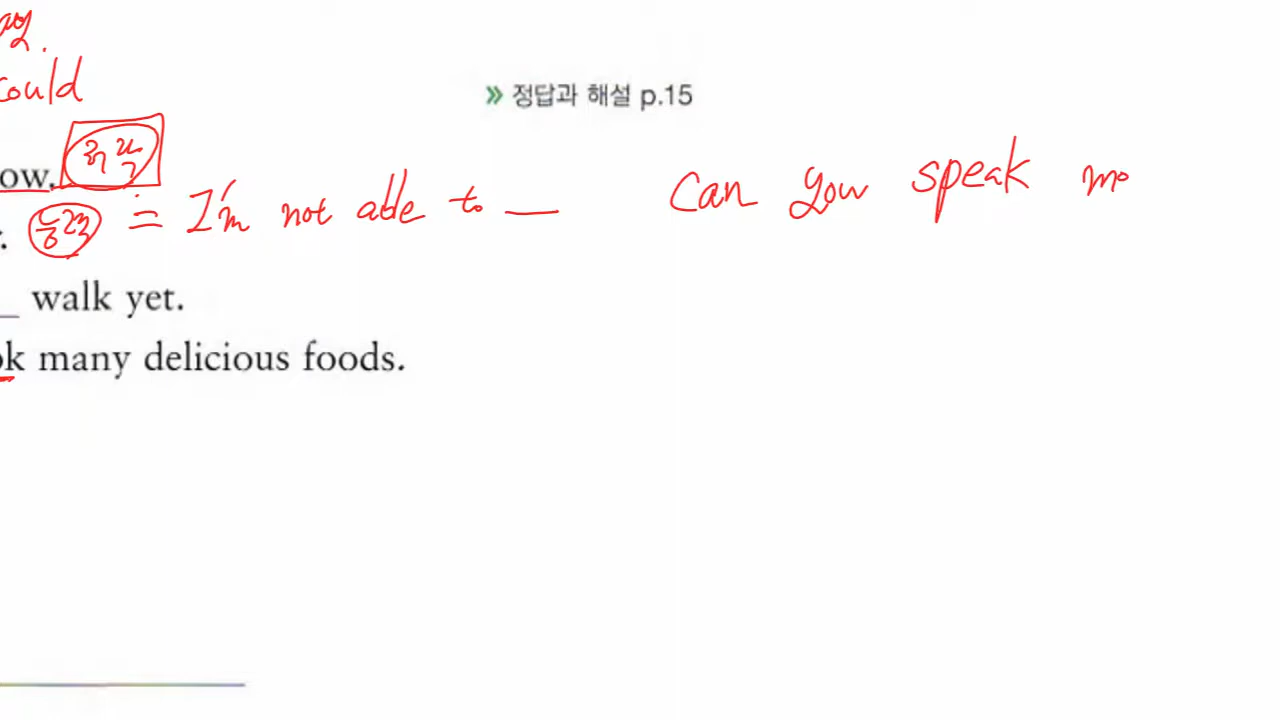 could
≫ 정답과 해설 p.15
ow. 허락
. 능력 = I'm not able to __ Can you speak mo
__ walk yet.
ok many delicious foods.